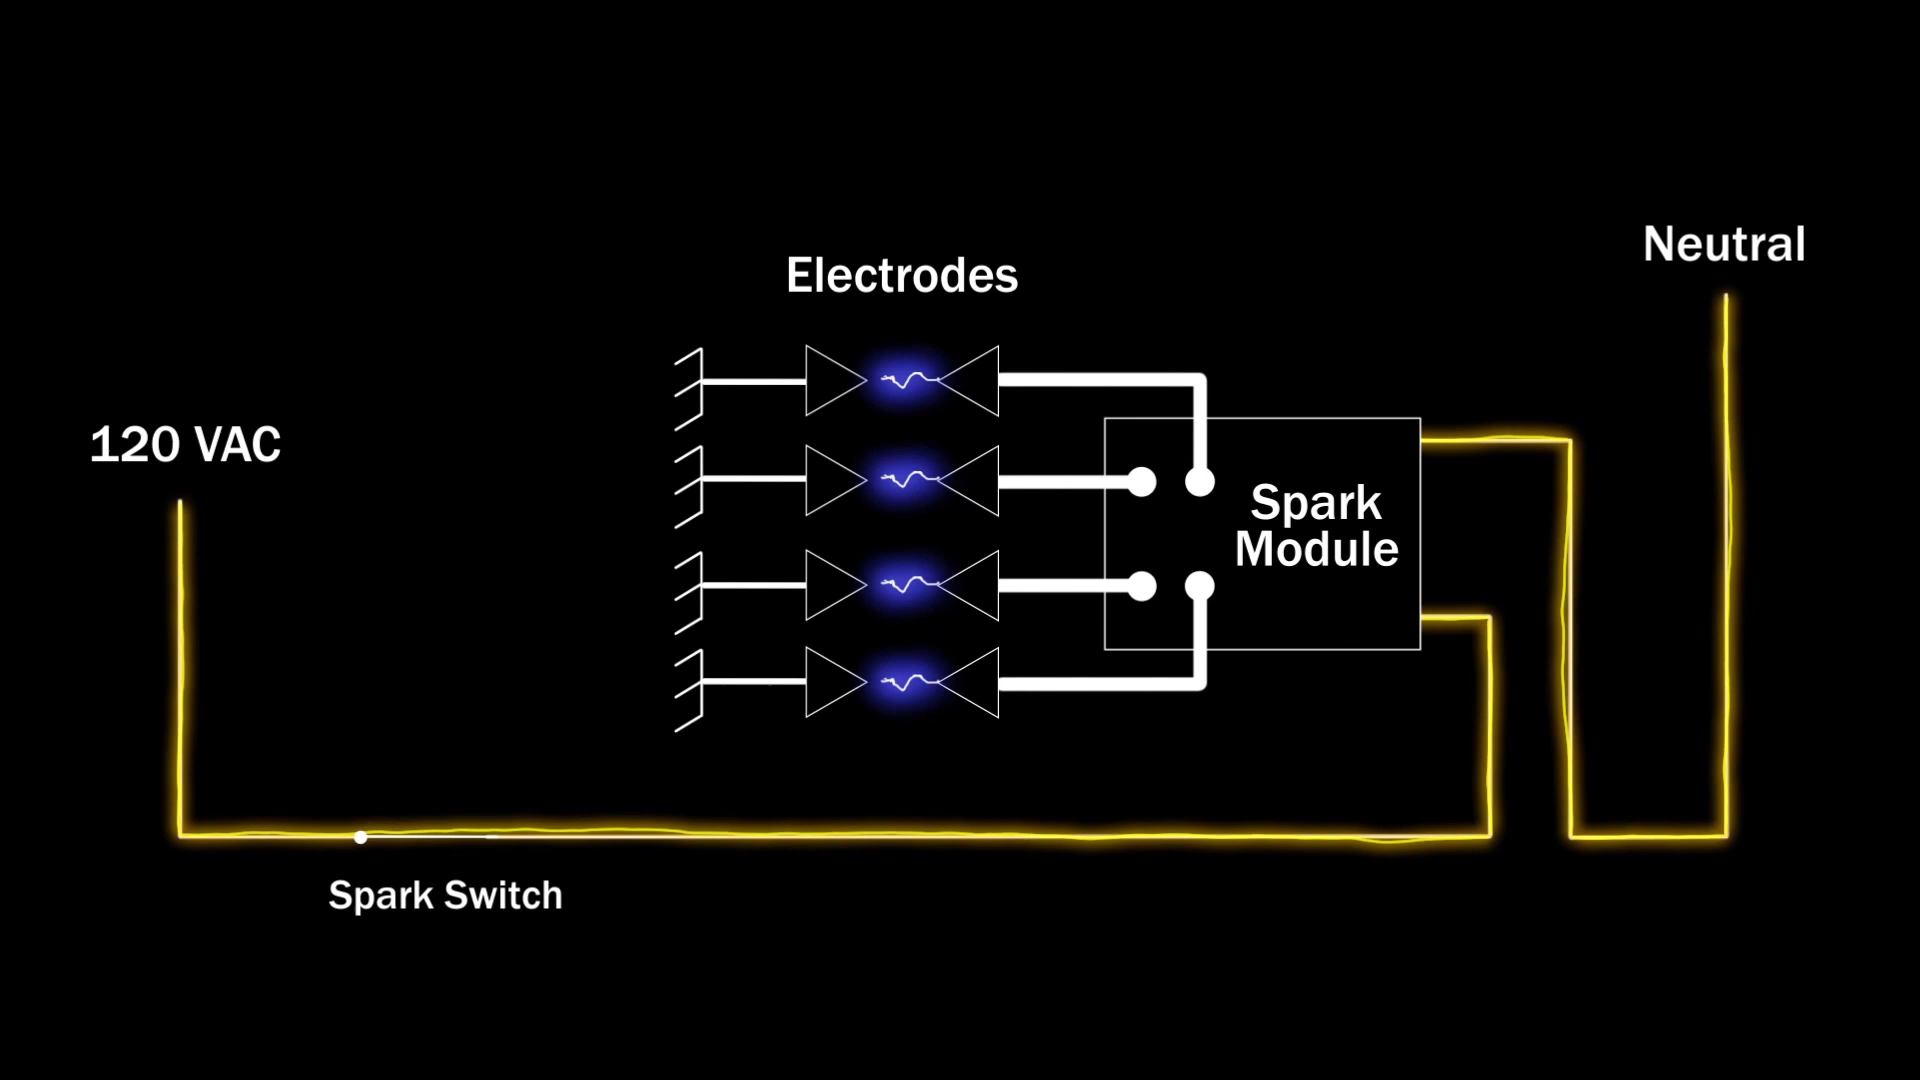 Neutral
Electrodes
120 VAC
Spark
Module
Spark Switch